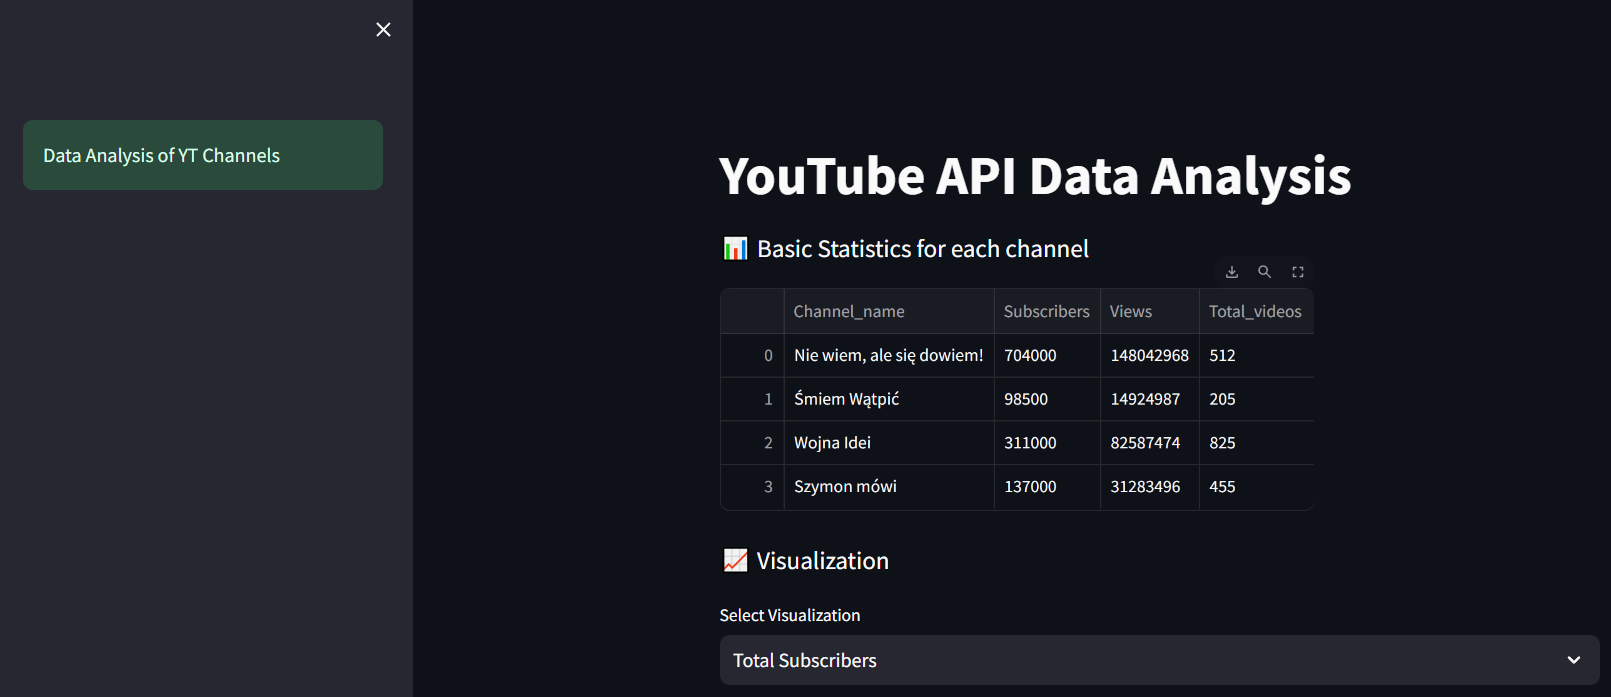 Data Analysis of YT Channels
YouTube API Data Analysis
📊 Basic Statistics for each channel
Channel_name Subscribers Views Total_videos
0 Nie wiem, ale się dowiem! 704000 148042968 512
1 Śmiem Wątpić 98500 14924987 205
2 Wojna Idei 311000 82587474 825
3 Szymon mówi 137000 31283496 455
📈 Visualization
Select Visualization
Total Subscribers